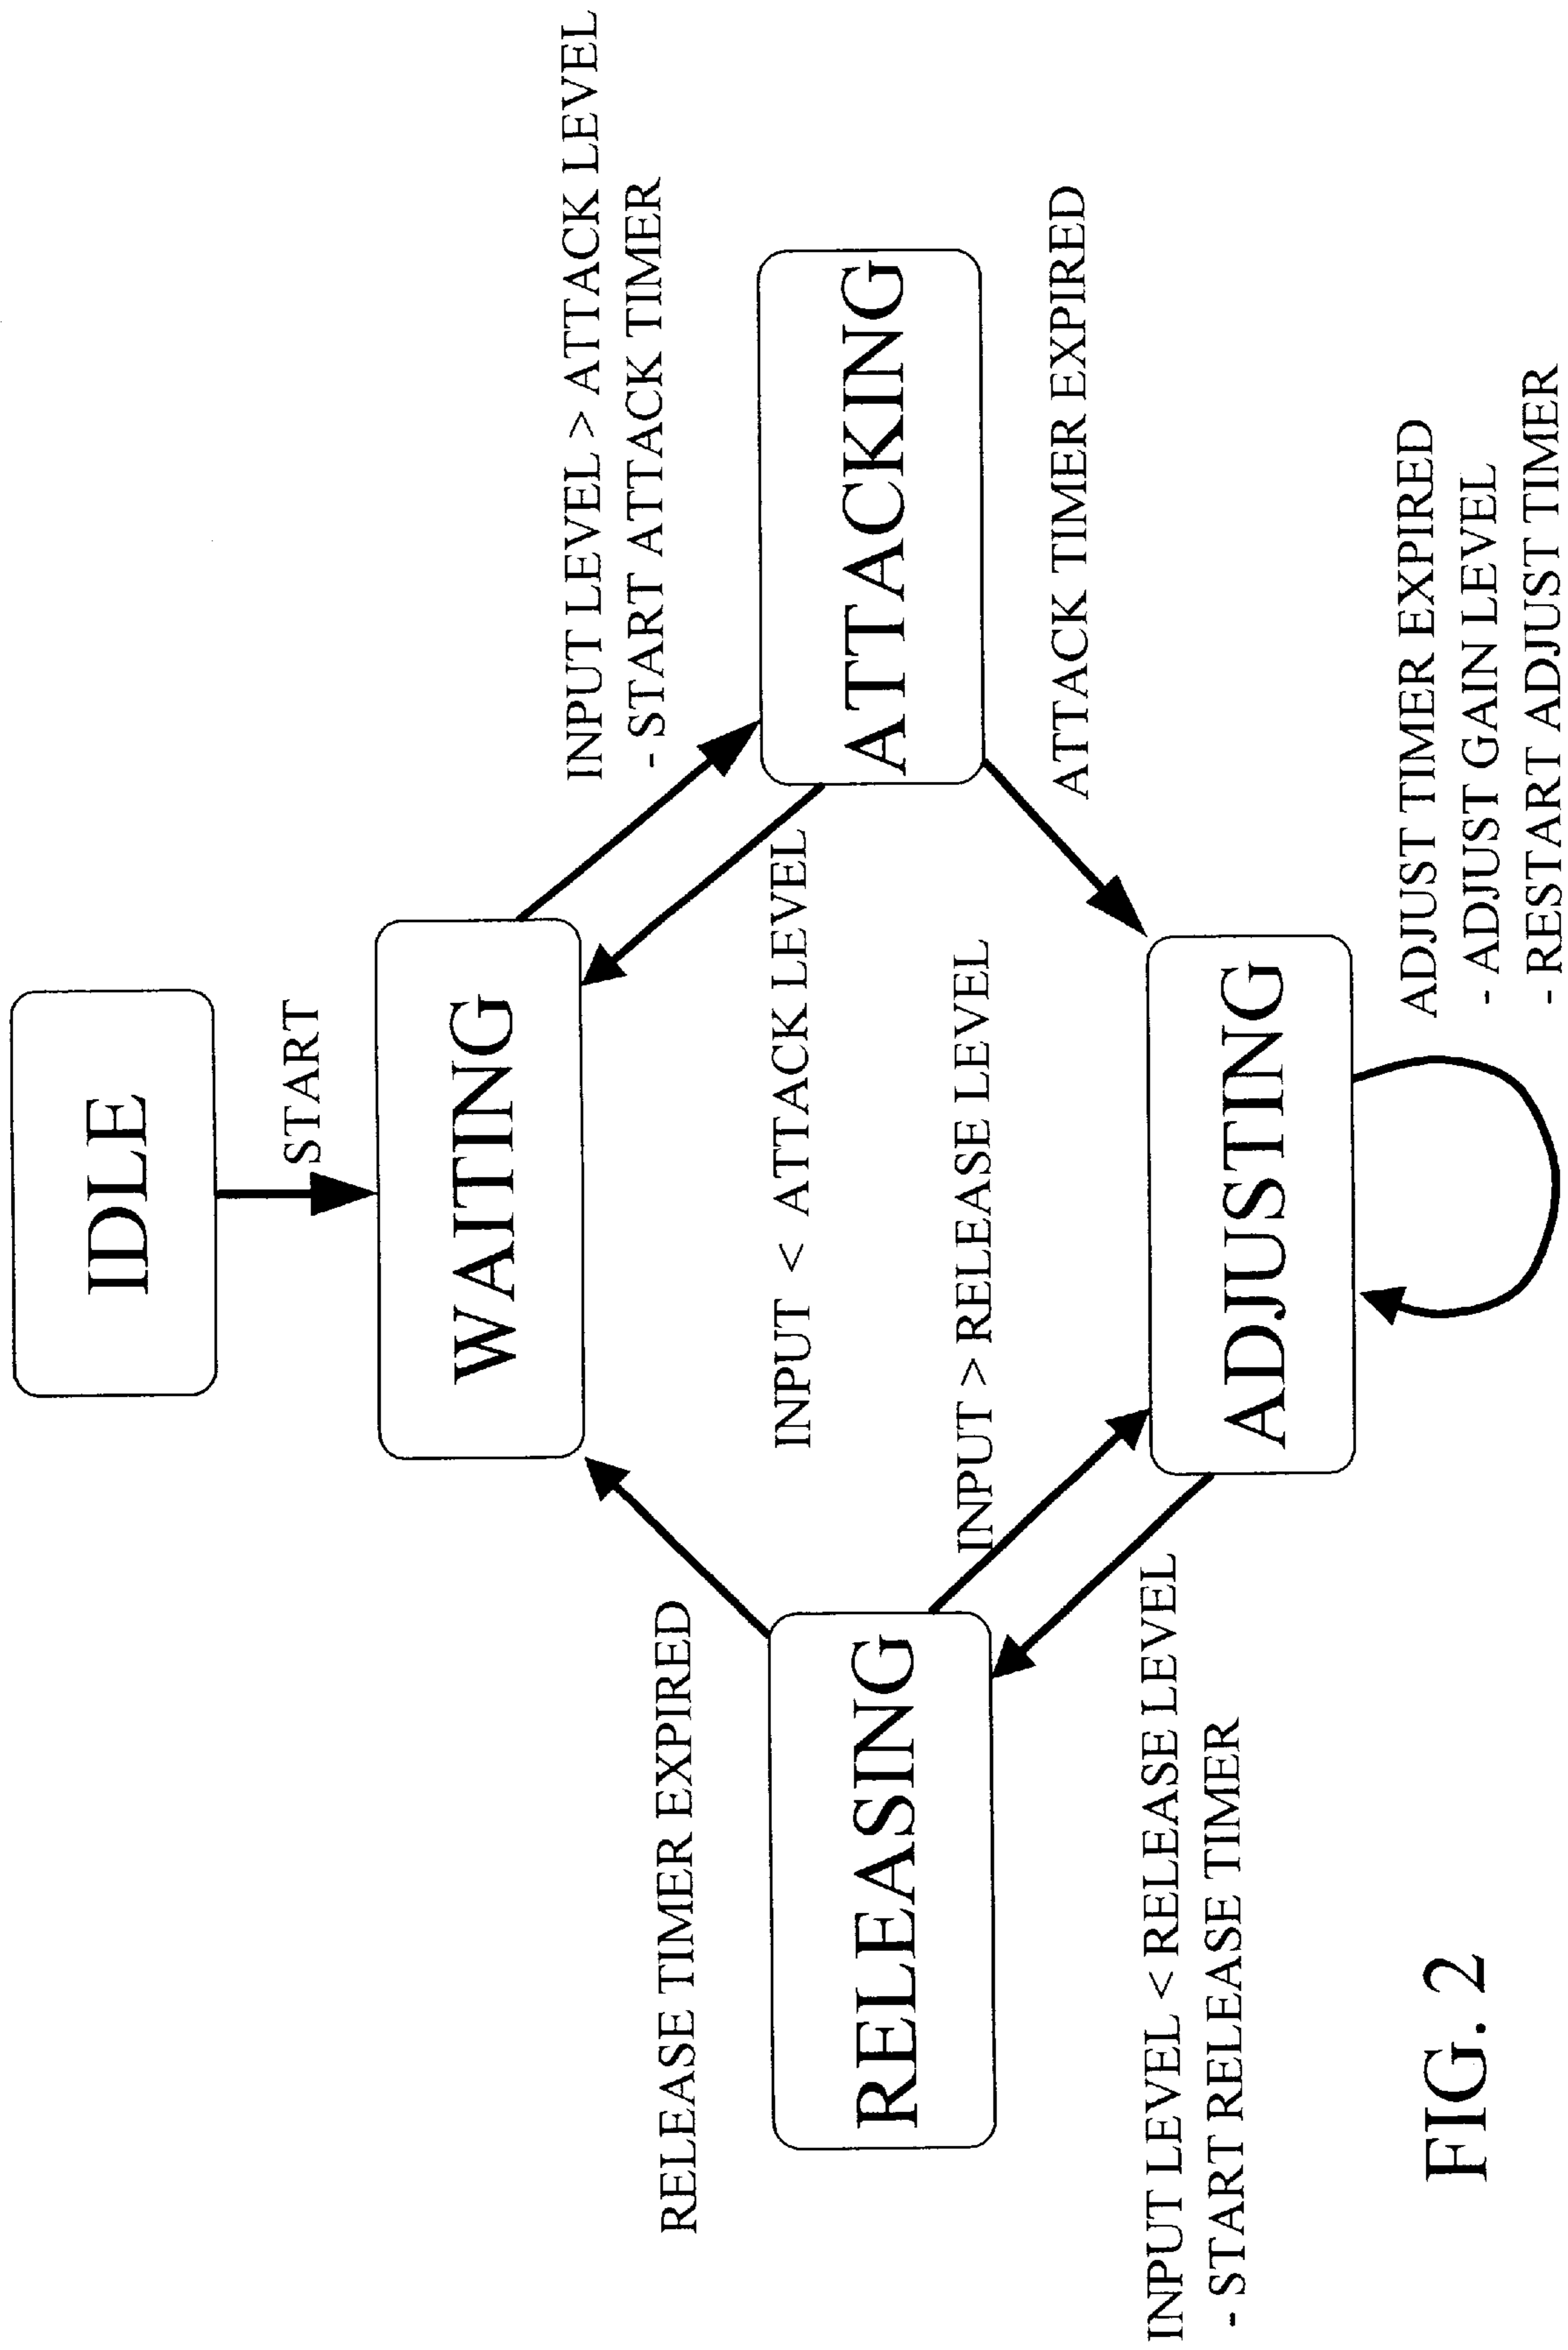 IDLE
START
WAITING
INPUT LEVEL > ATTACK LEVEL
- START ATTACK TIMER
RELEASE TIMER EXPIRED
INPUT < ATTACK LEVEL
RELEASING
ATTACKING
INPUT > RELEASE LEVEL
ATTACK TIMER EXPIRED
INPUT LEVEL < RELEASE LEVEL
- START RELEASE TIMER
ADJUSTING
ADJUST TIMER EXPIRED
- ADJUST GAIN LEVEL
- RESTART ADJUST TIMER
FIG. 2